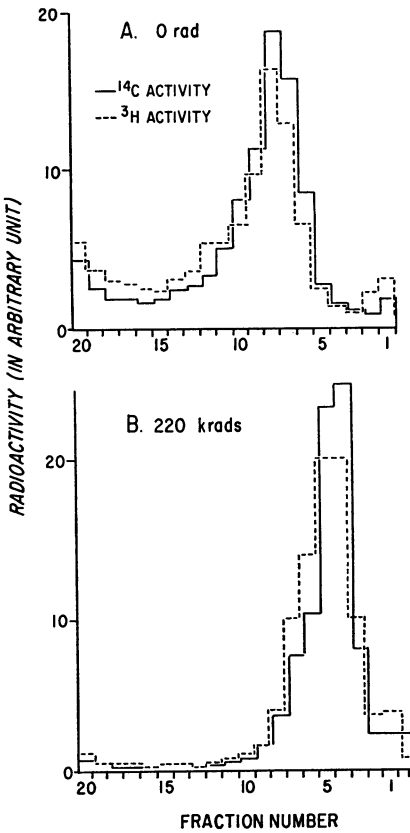 RADIOACTIVITY (IN ARBITRARY UNIT)
20
A. 0 rad
—¹⁴C ACTIVITY
----³H ACTIVITY
10
0
20 15 10 5 1
B. 220 krads
20
10
0
20 15 10 5 1
FRACTION NUMBER